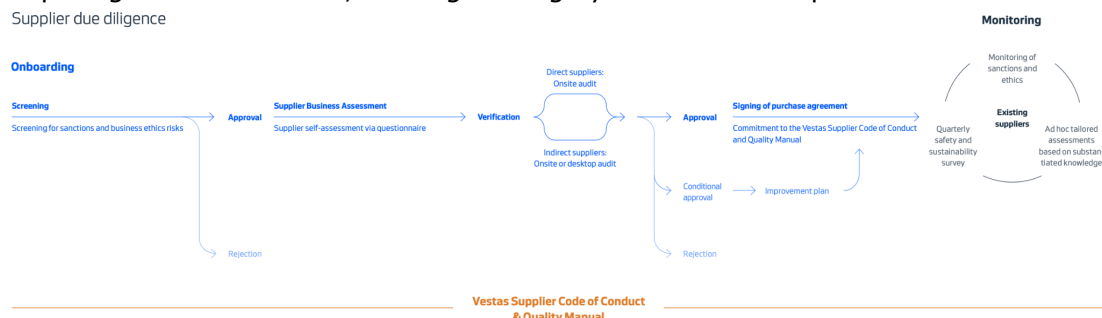 Supplier due diligence
Monitoring
Onboarding
Screening
Screening for sanctions and business ethics risks
Approval
Rejection
Supplier Business Assessment
Supplier self-assessment via questionnaire
Verification
Direct suppliers:
Onsite audit
Indirect suppliers:
Onsite or desktop audit
Approval
Conditional
approval
Improvement plan
Rejection
Signing of purchase agreement
Commitment to the Vestas Supplier Code of Conduct
and Quality Manual
Monitoring of
sanctions and
ethics
Existing
suppliers
Quarterly
safety and
sustainability
survey
Ad hoc tailored
assessments
based on substan-
tiated knowledge
Vestas Supplier Code of Conduct
& Quality Manual